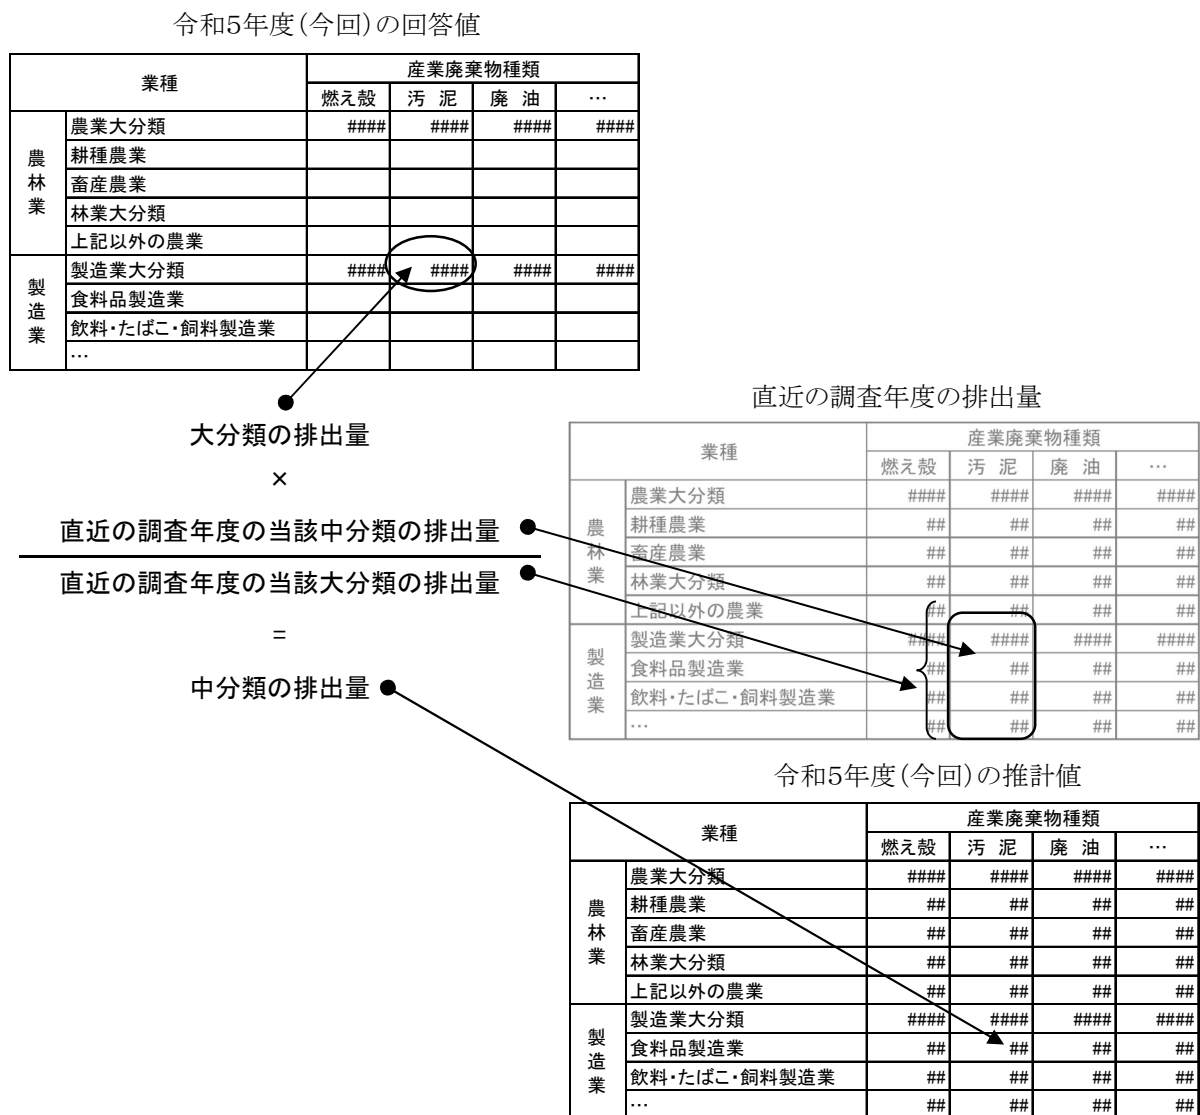 令和5年度(今回)の回答値
業種 産業廃棄物種類
燃え殻 汚 泥 廃 油 …
農林業
農業大分類 #### #### #### ####
耕種農業
畜産農業
林業大分類
上記以外の農業
製造業
製造業大分類 #### #### #### ####
食料品製造業
飲料・たばこ・飼料製造業
…
大分類の排出量
×
直近の調査年度の当該中分類の排出量
直近の調査年度の当該大分類の排出量
=
中分類の排出量
直近の調査年度の排出量
業種 産業廃棄物種類
燃え殻 汚 泥 廃 油 …
農林業
農業大分類 #### #### #### ####
耕種農業 ## ## ## ##
畜産農業 ## ## ## ##
林業大分類 ## ## ## ##
上記以外の農業 ## ## ## ##
製造業
製造業大分類 #### #### #### ####
食料品製造業 ## ## ## ##
飲料・たばこ・飼料製造業 ## ## ## ##
… ## ## ## ##
令和5年度(今回)の推計値
業種 産業廃棄物種類
燃え殻 汚 泥 廃 油 …
農林業
農業大分類 #### #### #### ####
耕種農業 ## ## ## ##
畜産農業 ## ## ## ##
林業大分類 ## ## ## ##
上記以外の農業 ## ## ## ##
製造業
製造業大分類 #### #### #### ####
食料品製造業 ## ## ## ##
飲料・たばこ・飼料製造業 ## ## ## ##
… ## ## ## ##